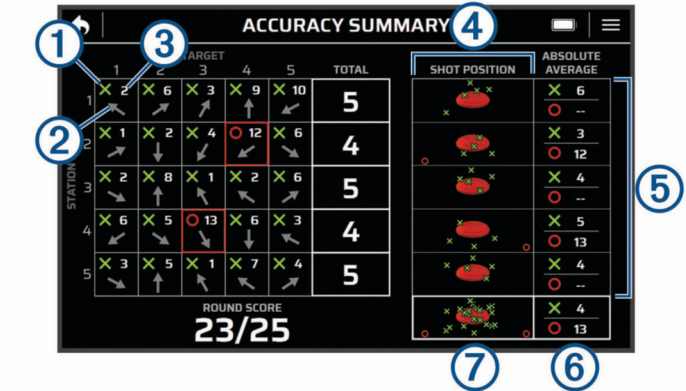 ACCURACY SUMMARY
1 3 4
TARGET
1 2 3 4 5 TOTAL SHOT POSITION ABSOLUTE AVERAGE
1 X 2 X 6 X 3 X 9 X 10 5 X 6
O --
2
2 X 1 X 2 X 4 O 12 X 6 4 X 3
O 12
STATION
3 X 2 X 8 X 1 X 2 X 6 5 X 4
O --
5
4 X 6 X 5 O 13 X 6 X 3 4 X 5
O 13
5 X 3 X 5 X 1 X 7 X 4 5 X 4
O --
ROUND SCORE
23/25
X 4
O 13
7 6